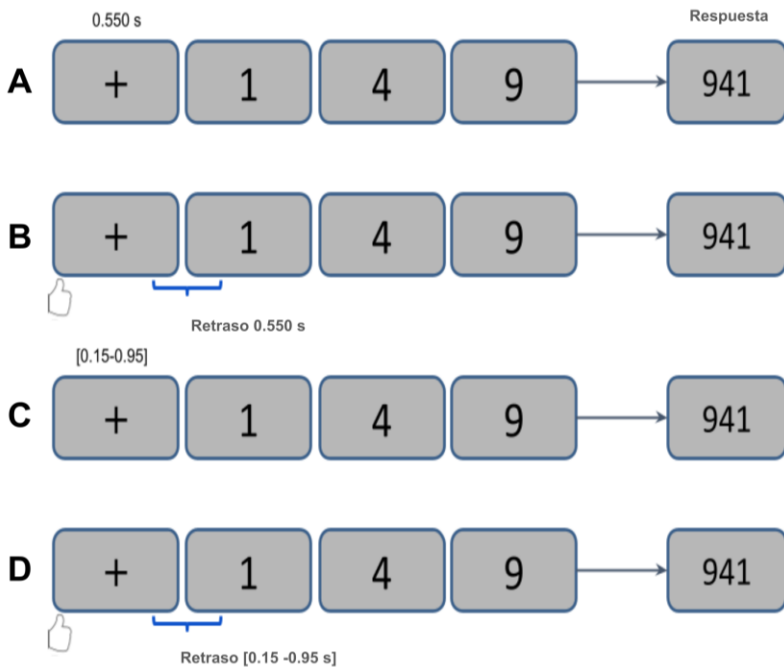 0.550 s
Respuesta
A + 1 4 9 941
B + 1 4 9 941
Retraso 0.550 s
[0.15-0.95]
C + 1 4 9 941
D + 1 4 9 941
Retraso [0.15 -0.95 s]